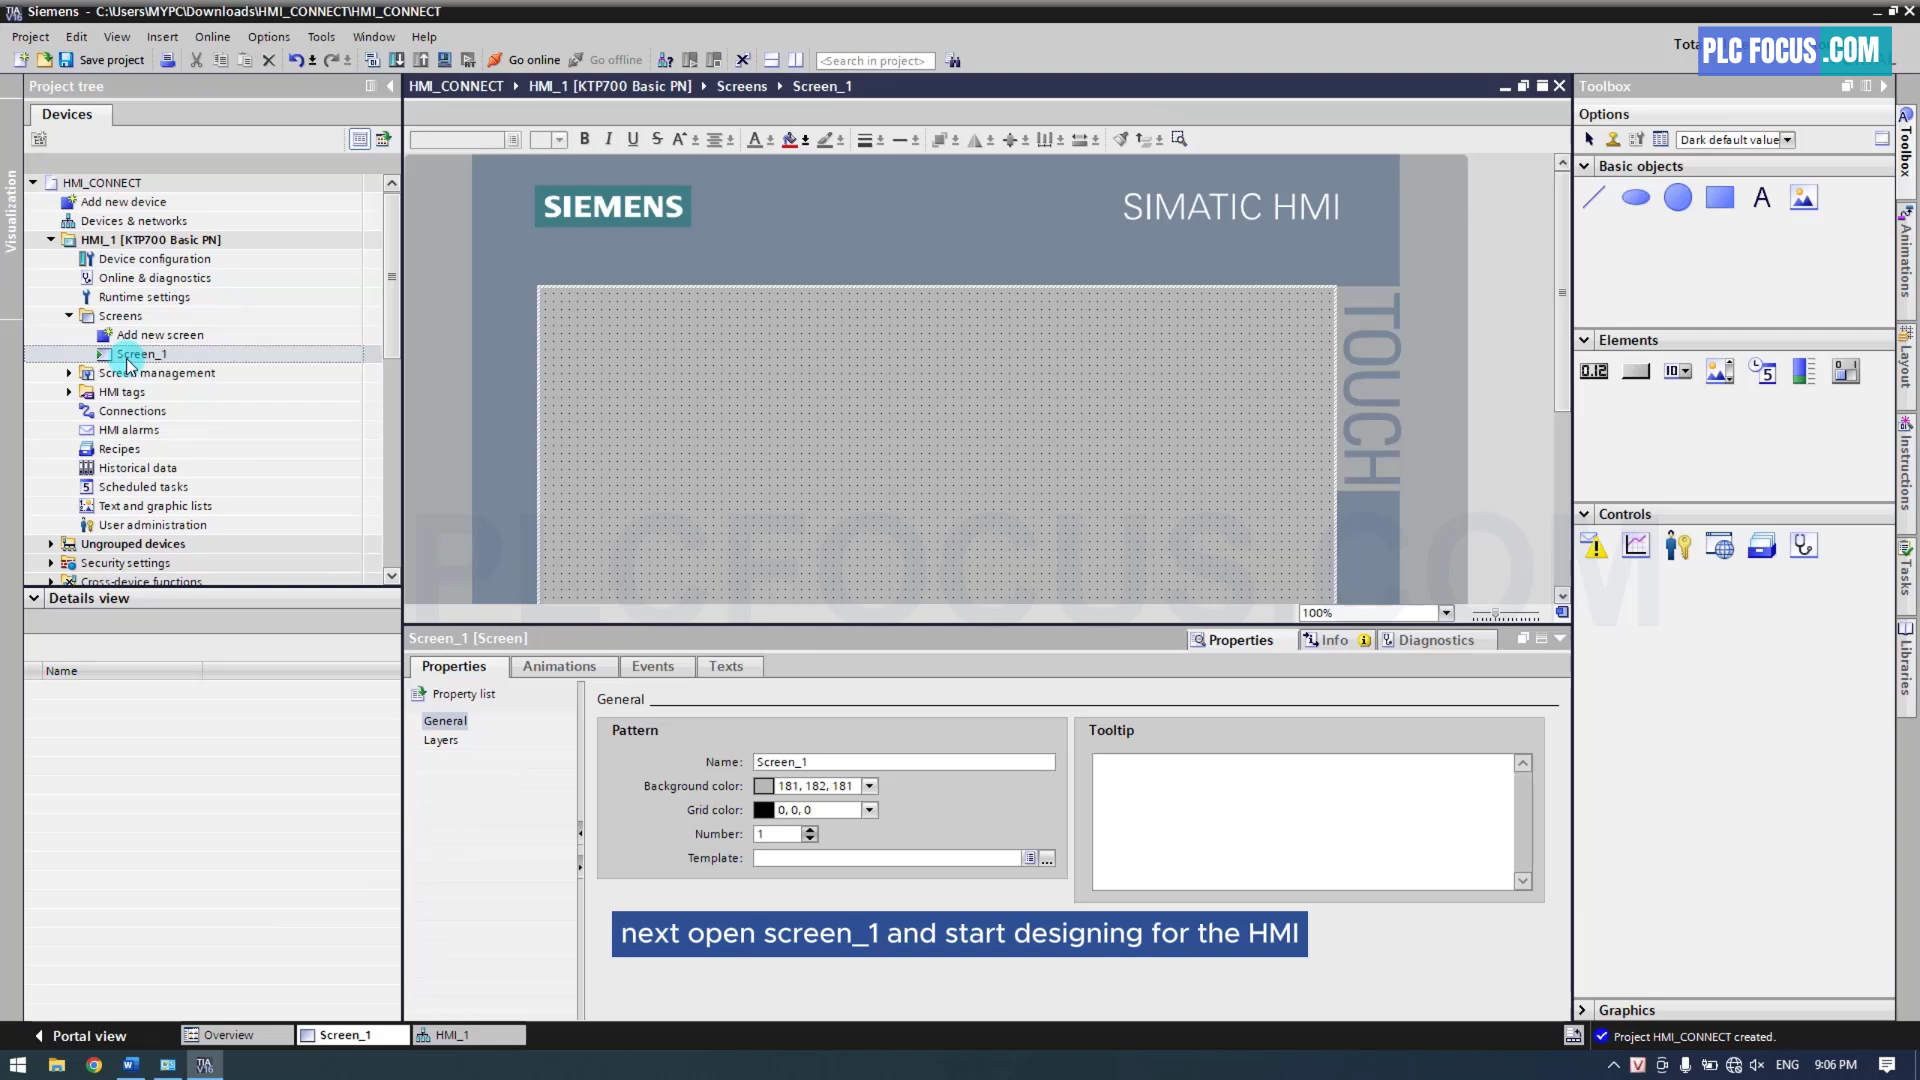 Siemens - C:\Users\MYPC\Downloads\HMI_CONNECT\HMI_CONNECT
Project Edit View Insert Online Options Tools Window Help
PLC FOCUS .COM
Save project
Go online
Go offline
<Search in project>
Project tree
HMI_CONNECT HMI_1 [KTP700 Basic PN] Screens Screen_1
Toolbox
Devices
Options
Dark default value
Basic objects
HMI_CONNECT
Add new device
Devices & networks
HMI_1 [KTP700 Basic PN]
Device configuration
Online & diagnostics
Runtime settings
Screens
Add new screen
Screen_1
Screen management
HMI tags
Connections
HMI alarms
Recipes
Historical data
Scheduled tasks
Text and graphic lists
User administration
Ungrouped devices
Security settings
Cross-device functions
Visualization
SIEMENS
SIMATIC HMI
TOUCH
PLCFOCUS.COM
100%
Elements
Controls
Graphics
Toolbox
Animations
Layout
Instructions
Tasks
Libraries
Details view
Name
Screen_1 [Screen]
Properties Info Diagnostics
Properties Animations Events Texts
Property list
General
Layers
General
Pattern
Name: Screen_1
Background color: 181, 182, 181
Grid color: 0, 0, 0
Number: 1
Template:
Tooltip
next open screen_1 and start designing for the HMI
Portal view
Overview
Screen_1
HMI_1
Project HMI_CONNECT created.
ENG 9:06 PM